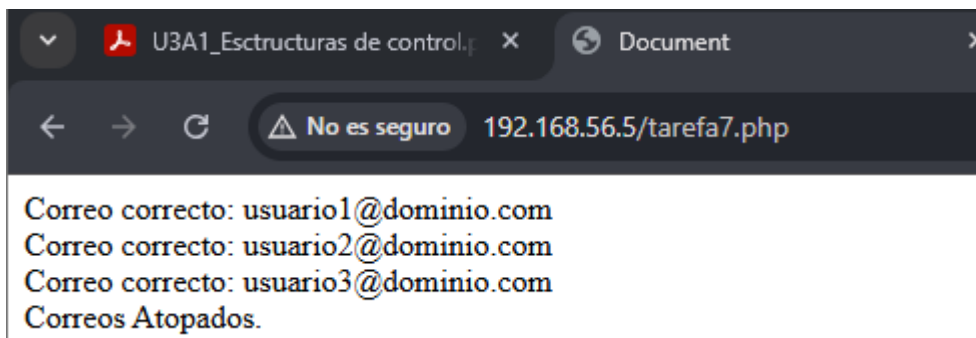 U3A1_Esctructuras de control.p
Document
No es seguro 192.168.56.5/tarefa7.php
Correo correcto: usuario1@dominio.com
Correo correcto: usuario2@dominio.com
Correo correcto: usuario3@dominio.com
Correos Atopados.